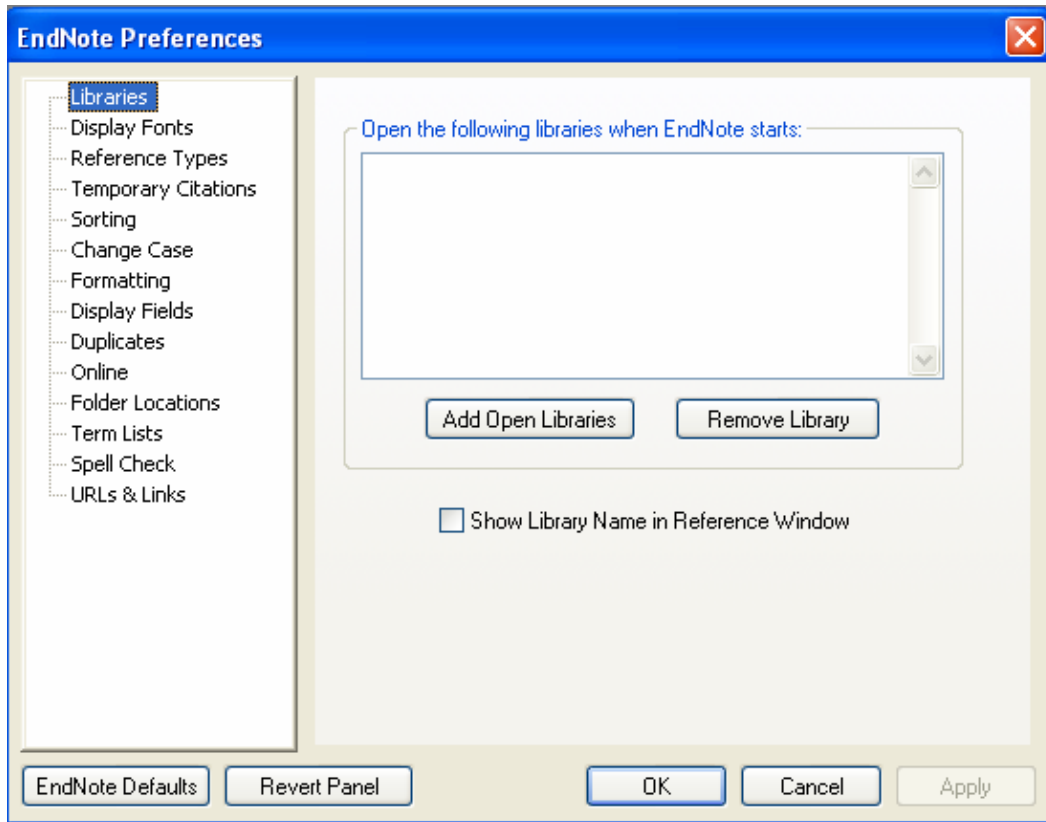 EndNote Preferences
Libraries
Display Fonts
Reference Types
Temporary Citations
Sorting
Change Case
Formatting
Display Fields
Duplicates
Online
Folder Locations
Term Lists
Spell Check
URLs & Links
Open the following libraries when EndNote starts:
Add Open Libraries Remove Library
Show Library Name in Reference Window
EndNote Defaults Revert Panel OK Cancel Apply